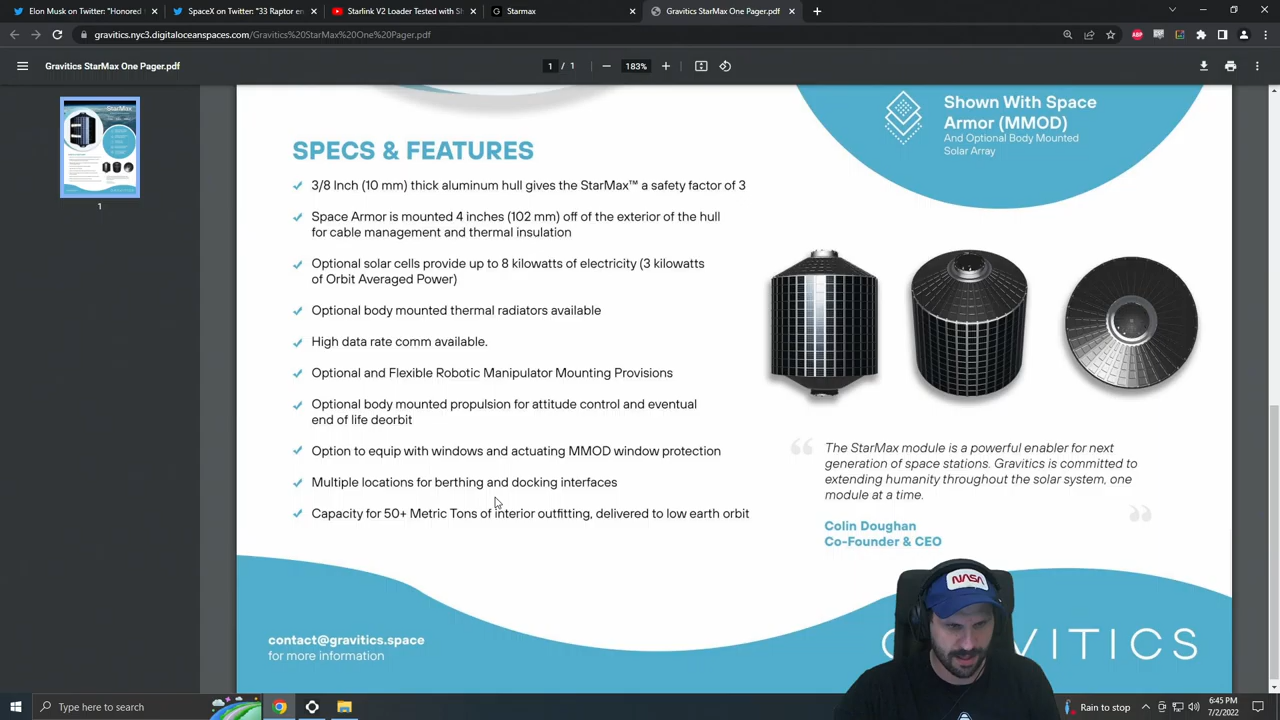 Elon Musk on Twitter: "Honored t
SpaceX on Twitter: "33 Raptor en
Starlink V2 Loader Tested with Sh
Starmax
Gravitics StarMax One Pager.pdf
gravitics.nyc3.digitaloceanspaces.com/Gravitics%20StarMax%20One%20Pager.pdf
ABP
Gravitics StarMax One Pager.pdf
1 / 1
183%
1
Shown With Space
Armor (MMOD)
And Optional Body Mounted
Solar Array
SPECS & FEATURES
3/8 Inch (10 mm) thick aluminum hull gives the StarMax™ a safety factor of 3
Space Armor is mounted 4 inches (102 mm) off of the exterior of the hull
for cable management and thermal insulation
Optional solar cells provide up to 8 kilowatts of electricity (3 kilowatts
of Orbit Averaged Power)
Optional body mounted thermal radiators available
High data rate comm available.
Optional and Flexible Robotic Manipulator Mounting Provisions
Optional body mounted propulsion for attitude control and eventual
end of life deorbit
Option to equip with windows and actuating MMOD window protection
Multiple locations for berthing and docking interfaces
Capacity for 50+ Metric Tons of interior outfitting, delivered to low earth orbit
The StarMax module is a powerful enabler for next
generation of space stations. Gravitics is committed to
extending humanity throughout the solar system, one
module at a time.
Colin Doughan
Co-Founder & CEO
NASA
contact@gravitics.space
for more information
VITICS
Type here to search
Rain to stop
6:45 PM
7/2/2022